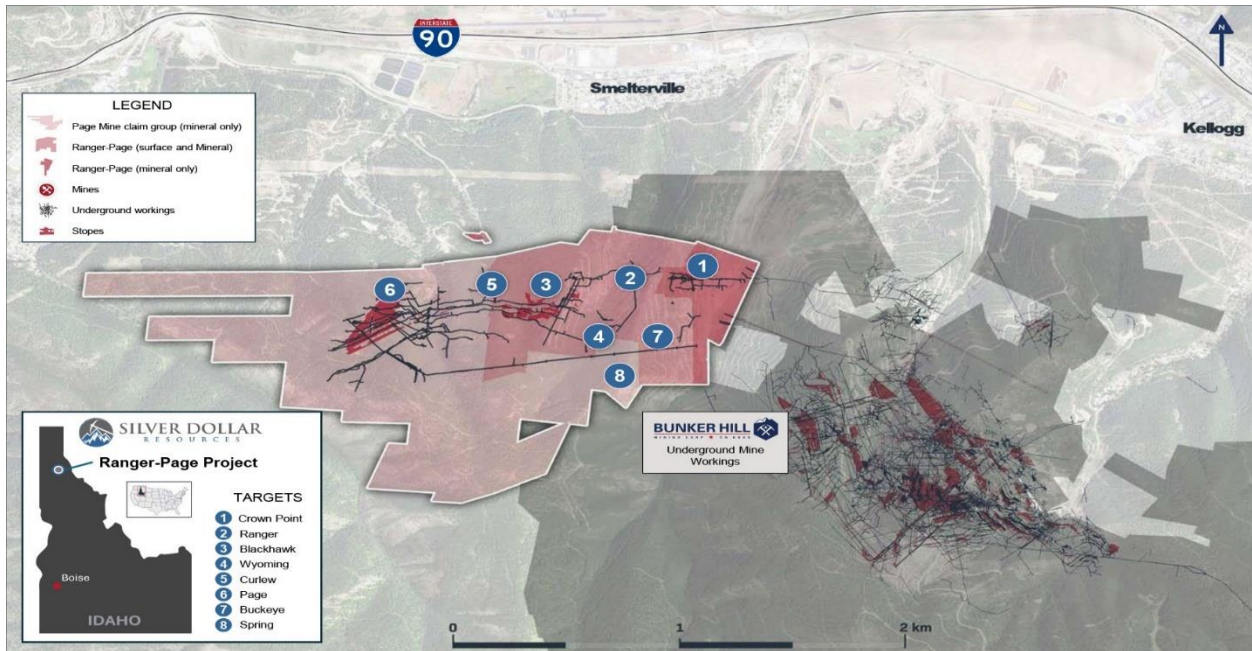 INTERSTATE
90
N
Smelterville
Kellogg
LEGEND
Page Mine claim group (mineral only)
Ranger-Page (surface and Mineral)
Ranger-Page (mineral only)
Mines
Underground workings
Stopes
1
2
3
4
5
6
7
8
BUNKER HILL
Underground Mine
Workings
SILVER DOLLAR
RESOURCES
Ranger-Page Project
Boise
IDAHO
TARGETS
1 Crown Point
2 Ranger
3 Blackhawk
4 Wyoming
5 Curlew
6 Page
7 Buckeye
8 Spring
0 1 2 km